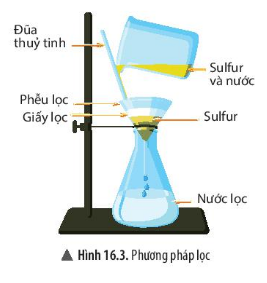 Đũa
thuỷ tinh
Sulfur
và nước
Phễu lọc
Giấy lọc
Sulfur
Nước lọc
▲ Hình 16.3. Phương pháp lọc